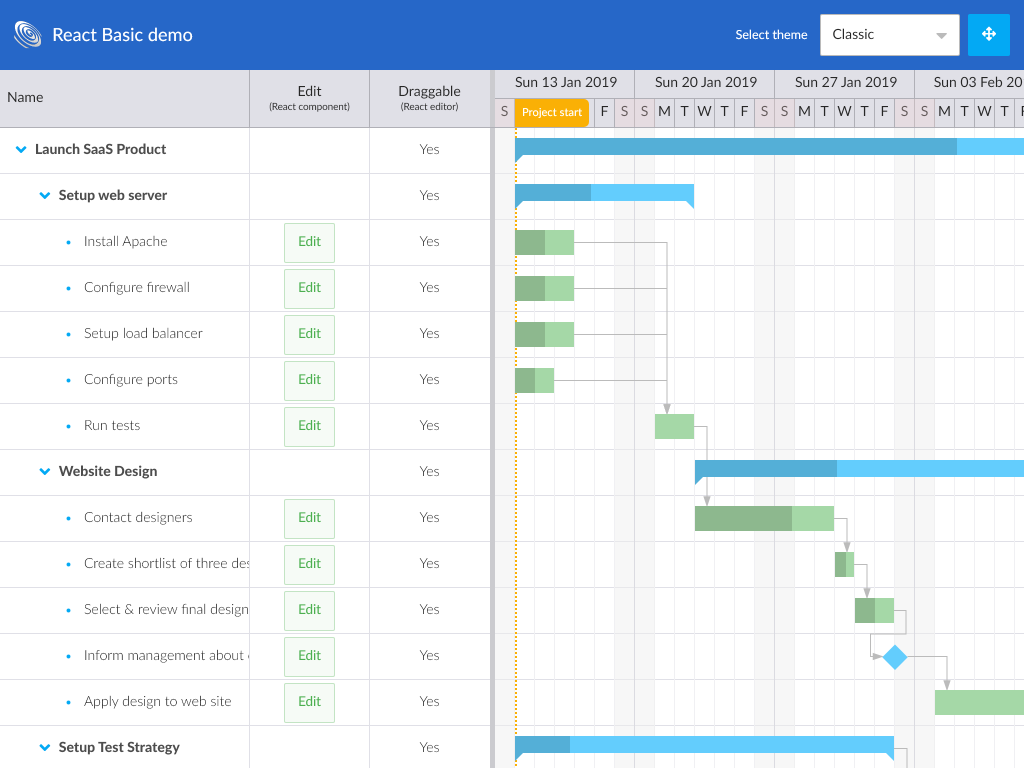 React Basic demo
Select theme
Classic
Name
Edit
(React component)
Draggable
(React editor)
Sun 13 Jan 2019
Sun 20 Jan 2019
Sun 27 Jan 2019
Sun 03 Feb 20
S
Project start
F S S M T W T F S S M T W T F S S M T W T F
Launch SaaS Product Yes
Setup web server Yes
Install Apache Edit Yes
Configure firewall Edit Yes
Setup load balancer Edit Yes
Configure ports Edit Yes
Run tests Edit Yes
Website Design Yes
Contact designers Edit Yes
Create shortlist of three des Edit Yes
Select & review final design Edit Yes
Inform management about Edit Yes
Apply design to web site Edit Yes
Setup Test Strategy Yes